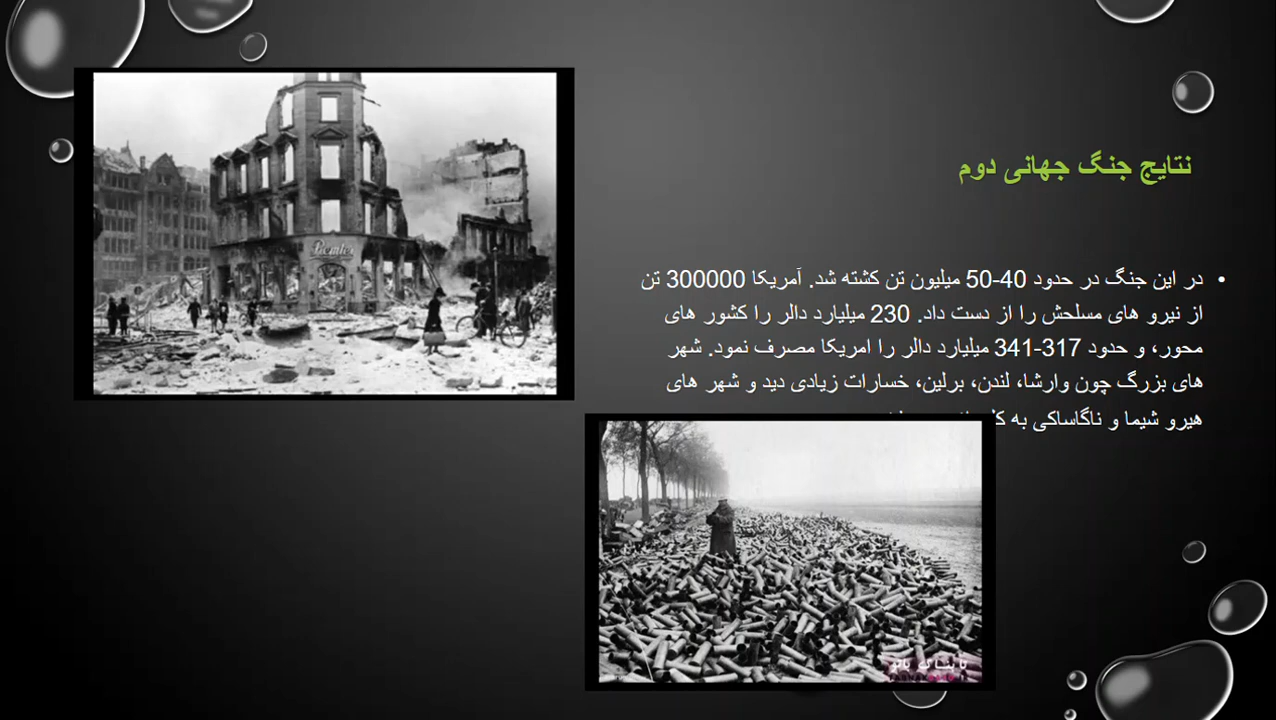 نتایج جنگ جهانی دوم
• در این جنگ در حدود 40-50 میلیون تن کشته شد. آمریکا 300000 تن
از نیرو های مسلحش را از دست داد. 230 میلیارد دالر را کشور های
محور، و حدود 317-341 میلیارد دالر را امریکا مصرف نمود. شهر
های بزرگ چون وارشا، لندن، برلین، خسارات زیادی دید و شهر های
هیرو شیما و ناگاساکی به
تابناک بانو